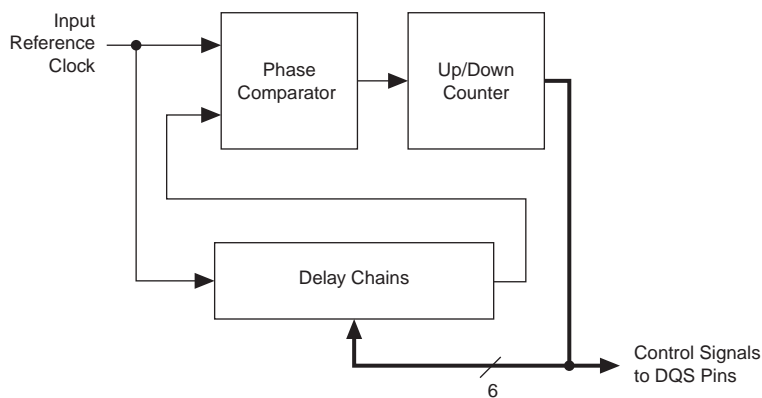 Input
Reference
Clock
Phase
Comparator
Up/Down
Counter
Delay Chains
6
Control Signals
to DQS Pins